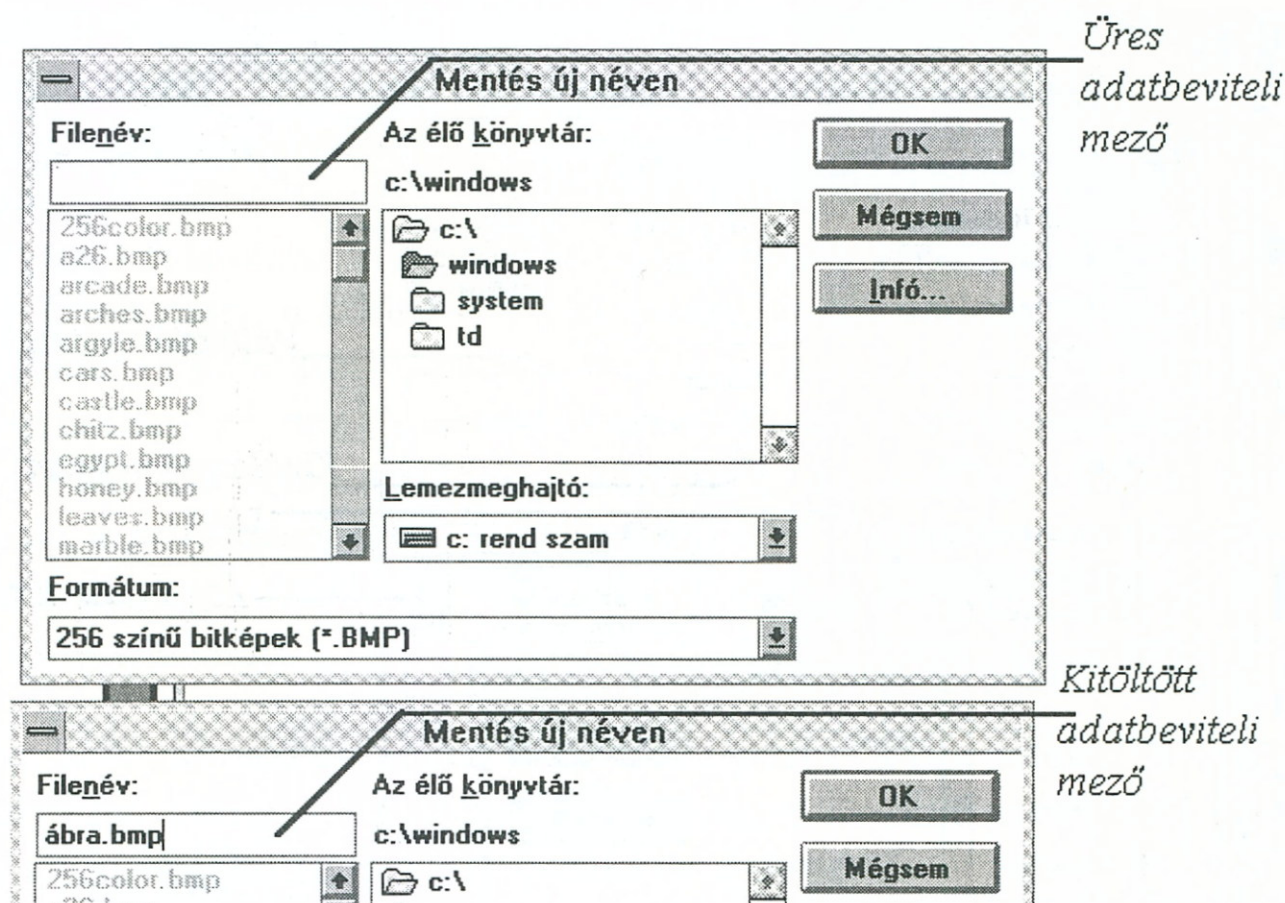 Üres
adatbeviteli
mező
Mentés új néven
Filenév:
Az élő könyvtár:
OK
c:\windows
Mégsem
Infó...
256color.bmp
a26.bmp
arcade.bmp
arches.bmp
argyle.bmp
cars.bmp
castle.bmp
chitz.bmp
egypt.bmp
honey.bmp
leaves.bmp
marble.bmp
c:\
windows
system
td
Lemezmeghajtó:
c: rend szam
Formátum:
256 színű bitképek (*.BMP)
Kitöltött
adatbeviteli
mező
Mentés új néven
Filenév:
Az élő könyvtár:
OK
ábra.bmp
c:\windows
Mégsem
256color.bmp
c:\